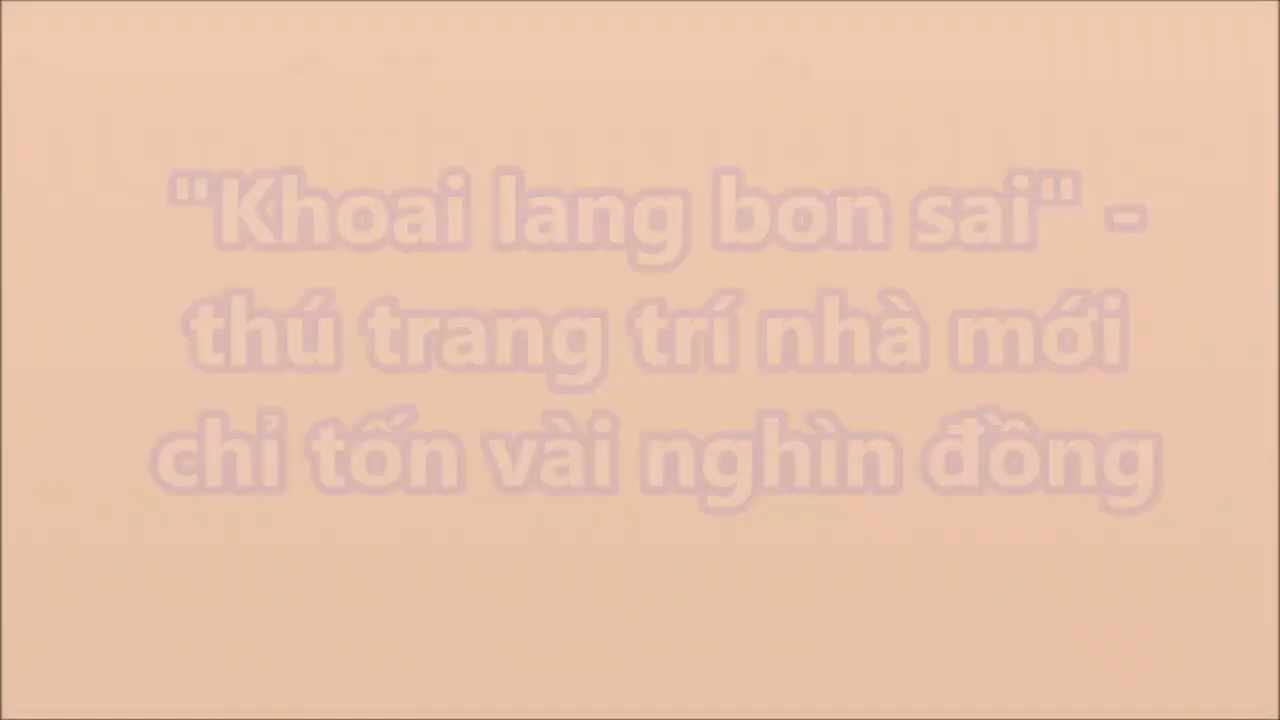 "Khoai lang bon sai" -
thú trang trí nhà mới
chỉ tốn vài nghìn đồng